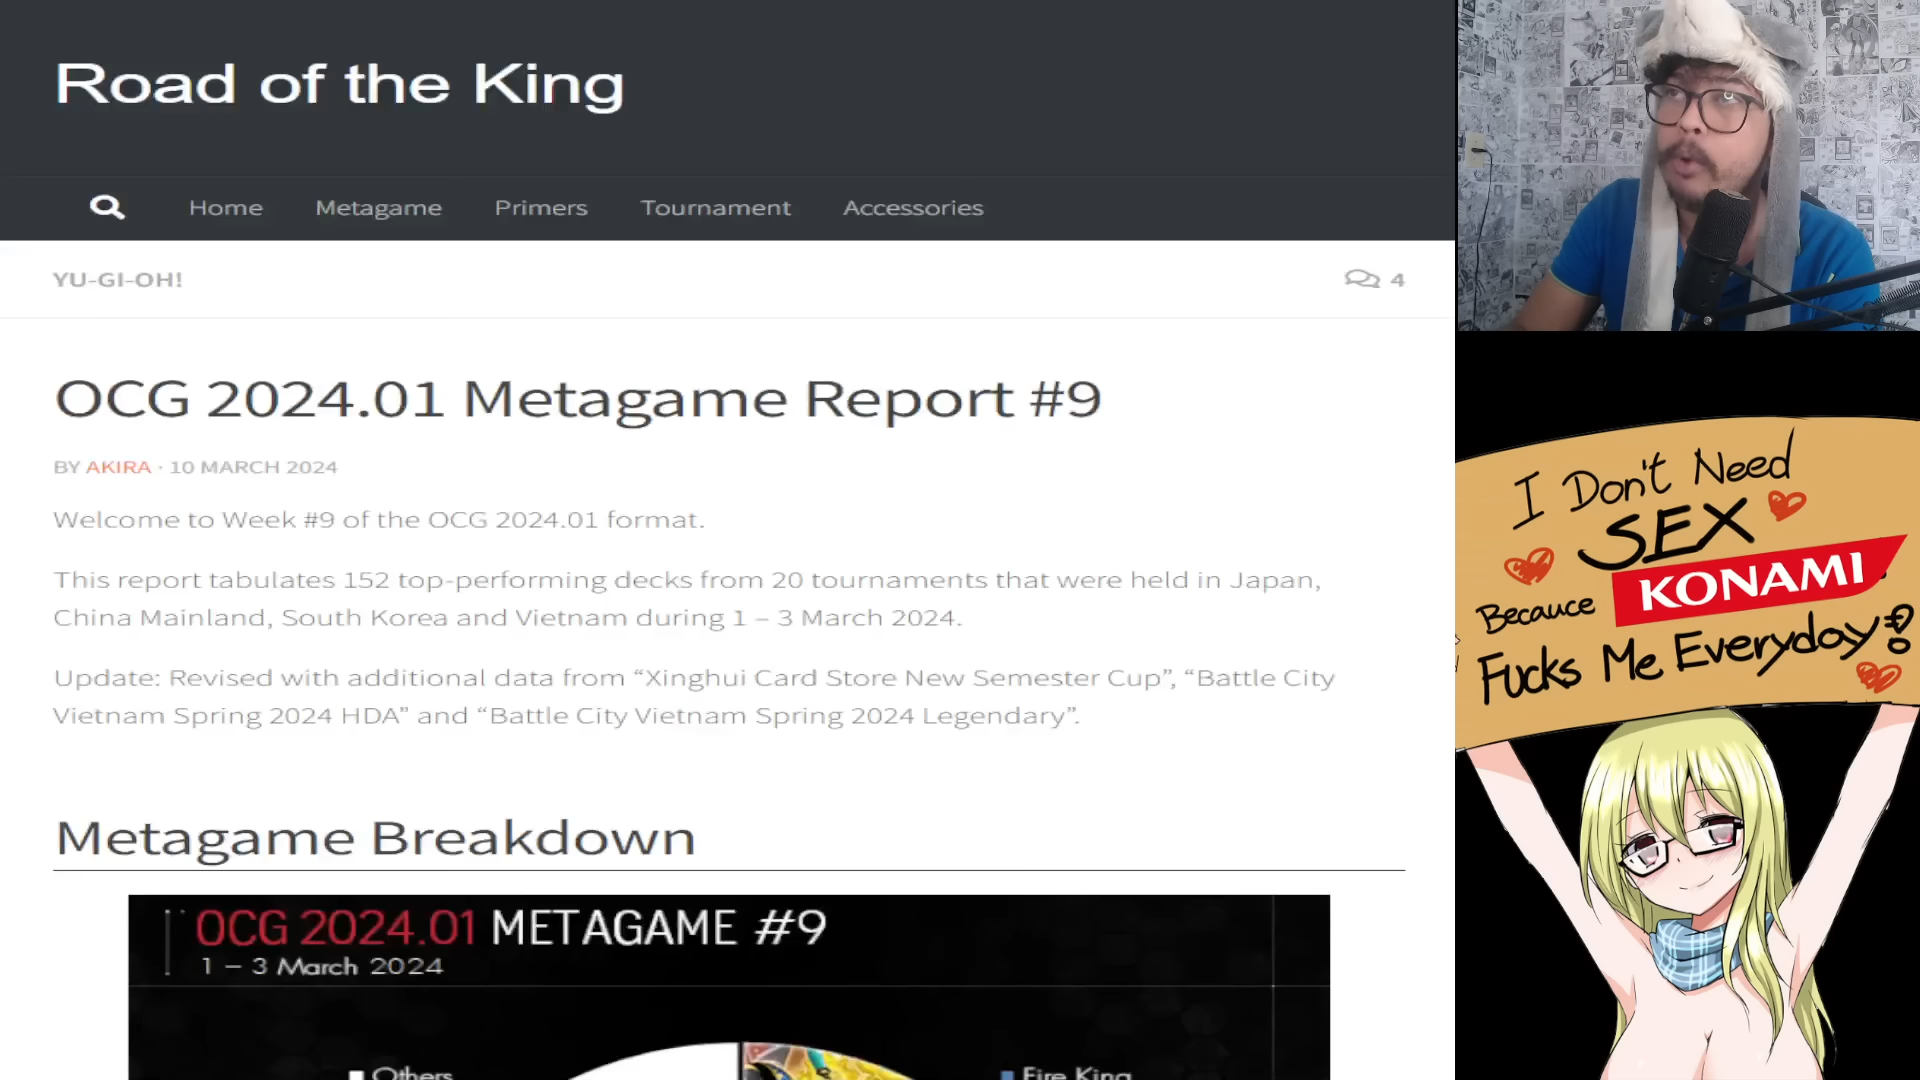 Road of the King
Home Metagame Primers Tournament Accessories
YU-GI-OH! 4
OCG 2024.01 Metagame Report #9
BY AKIRA · 10 MARCH 2024
Welcome to Week #9 of the OCG 2024.01 format.
This report tabulates 152 top-performing decks from 20 tournaments that were held in Japan,
China Mainland, South Korea and Vietnam during 1 – 3 March 2024.
Update: Revised with additional data from “Xinghui Card Store New Semester Cup”, “Battle City
Vietnam Spring 2024 HDA” and “Battle City Vietnam Spring 2024 Legendary”.
Metagame Breakdown
OCG 2024.01 METAGAME #9
1 – 3 March 2024
Others
Fire King
I Don't Need
SEX
Becauce KONAMI
Fucks Me Everyday!?